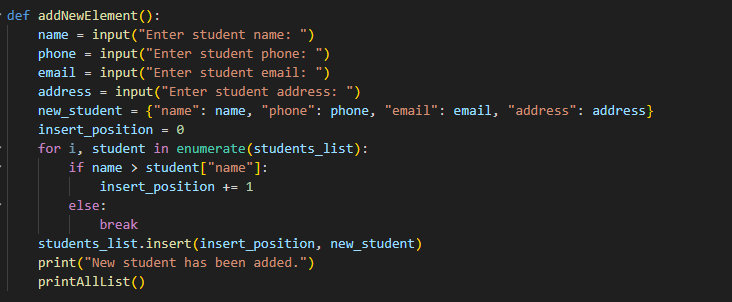 def addNewElement():
    name = input("Enter student name: ")
    phone = input("Enter student phone: ")
    email = input("Enter student email: ")
    address = input("Enter student address: ")
    new_student = {"name": name, "phone": phone, "email": email, "address": address}
    insert_position = 0
    for i, student in enumerate(students_list):
        if name > student["name"]:
            insert_position += 1
        else:
            break
    students_list.insert(insert_position, new_student)
    print("New student has been added.")
    printAllList()